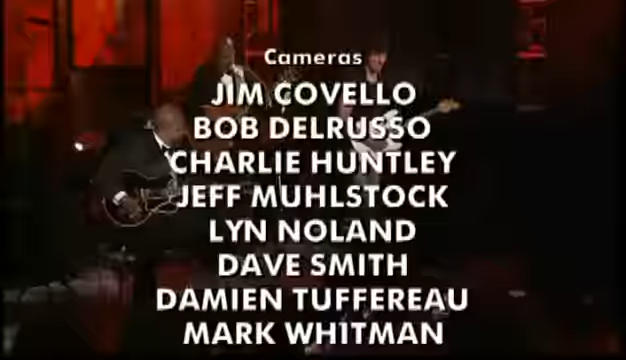 Cameras
JIM COVELLO
BOB DELRUSSO
CHARLIE HUNTLEY
JEFF MUHLSTOCK
LYN NOLAND
DAVE SMITH
DAMIEN TUFFEREAU
MARK WHITMAN